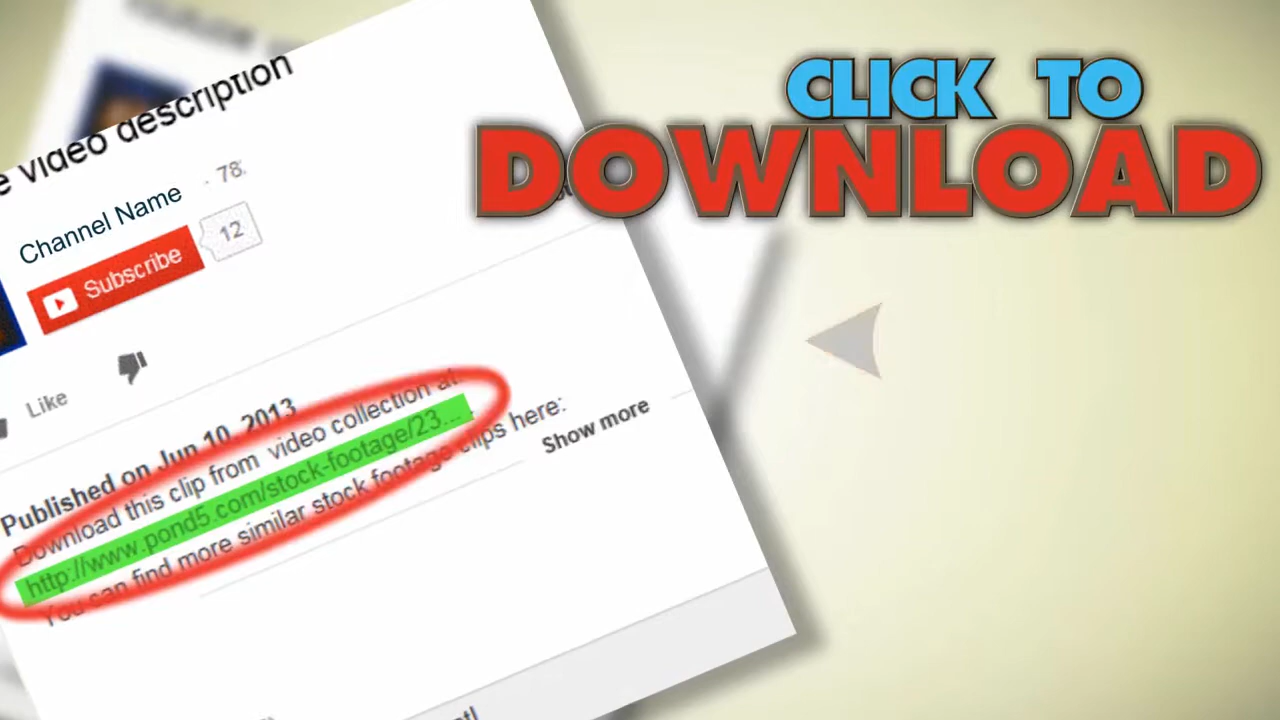 CLICK TO
DOWNLOAD
video description
Channel Name
78
Subscribe
12
Like
Published on Jun 10, 2013
Download this clip from video collection at
http://www.pond5.com/stock-footage/23...
You can find more similar stock footage clips here:
Show more